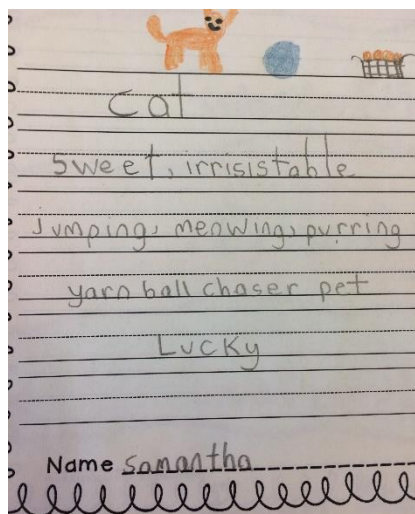 cat
Sweet, irrisistable
jumping, meowing, purring
yarn ball chaser pet
Lucky
Name Samantha